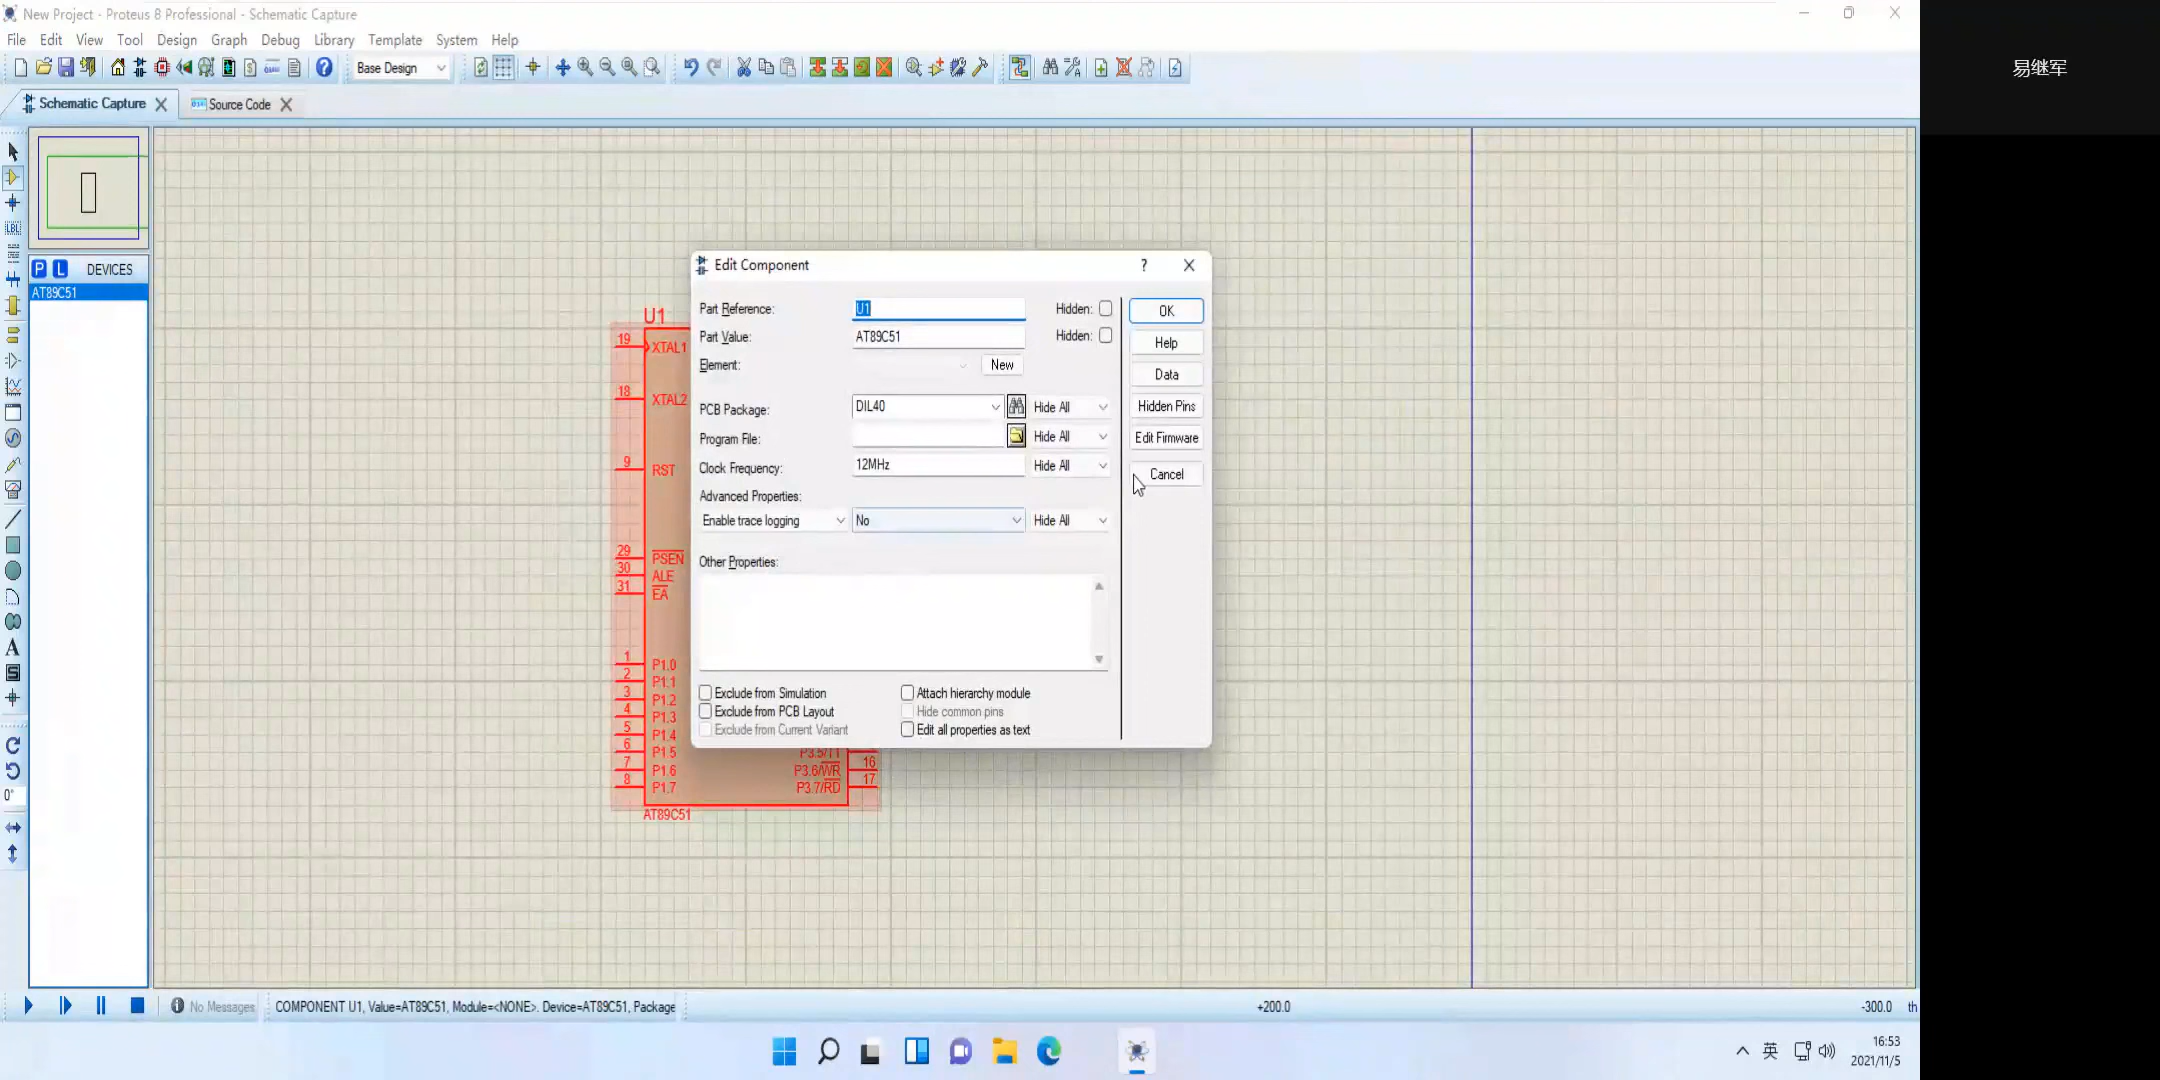 New Project - Proteus 8 Professional - Schematic Capture
File Edit View Tool Design Graph Debug Library Template System Help
Base Design
易继军
Schematic Capture
Source Code
P L DEVICES
AT89C51
U1
19 XTAL1
18 XTAL2
9 RST
29 PSEN
30 ALE
31 EA
1 P1.0
2 P1.1
3 P1.2
4 P1.3
5 P1.4
6 P1.5
7 P1.6
8 P1.7
P3.5/T1
P3.6/WR 16
P3.7/RD 17
AT89C51
Edit Component
Part Reference: U1 Hidden:
Part Value: AT89C51 Hidden:
Element: New
PCB Package: DIL40 Hide All
Program File: Hide All
Clock Frequency: 12MHz Hide All
Advanced Properties:
Enable trace logging No Hide All
Other Properties:
Exclude from Simulation
Exclude from PCB Layout
Exclude from Current Variant
Attach hierarchy module
Hide common pins
Edit all properties as text
OK
Help
Data
Hidden Pins
Edit Firmware
Cancel
0°
No Messages
COMPONENT U1, Value=AT89C51, Module=<NONE>. Device=AT89C51, Package
+200.0
-300.0 th
英
16:53
2021/11/5